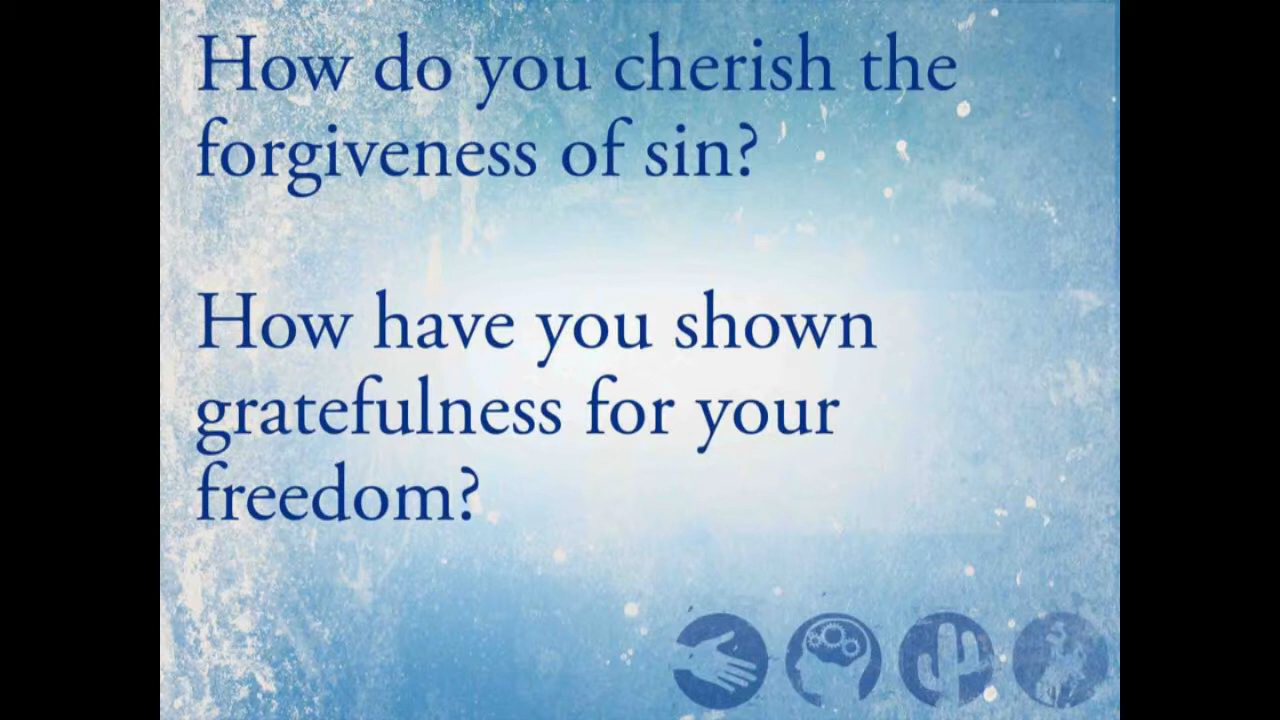 How do you cherish the
forgiveness of sin?
How have you shown
gratefulness for your
freedom?